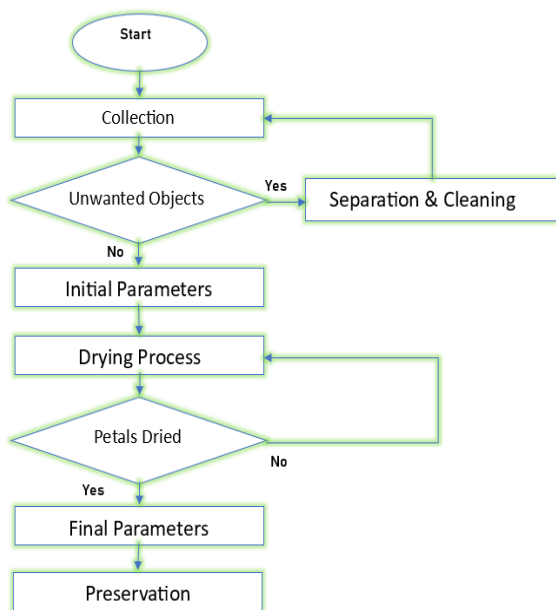 Start
Collection
Unwanted Objects
Yes
Separation & Cleaning
No
Initial Parameters
Drying Process
Petals Dried
No
Yes
Final Parameters
Preservation